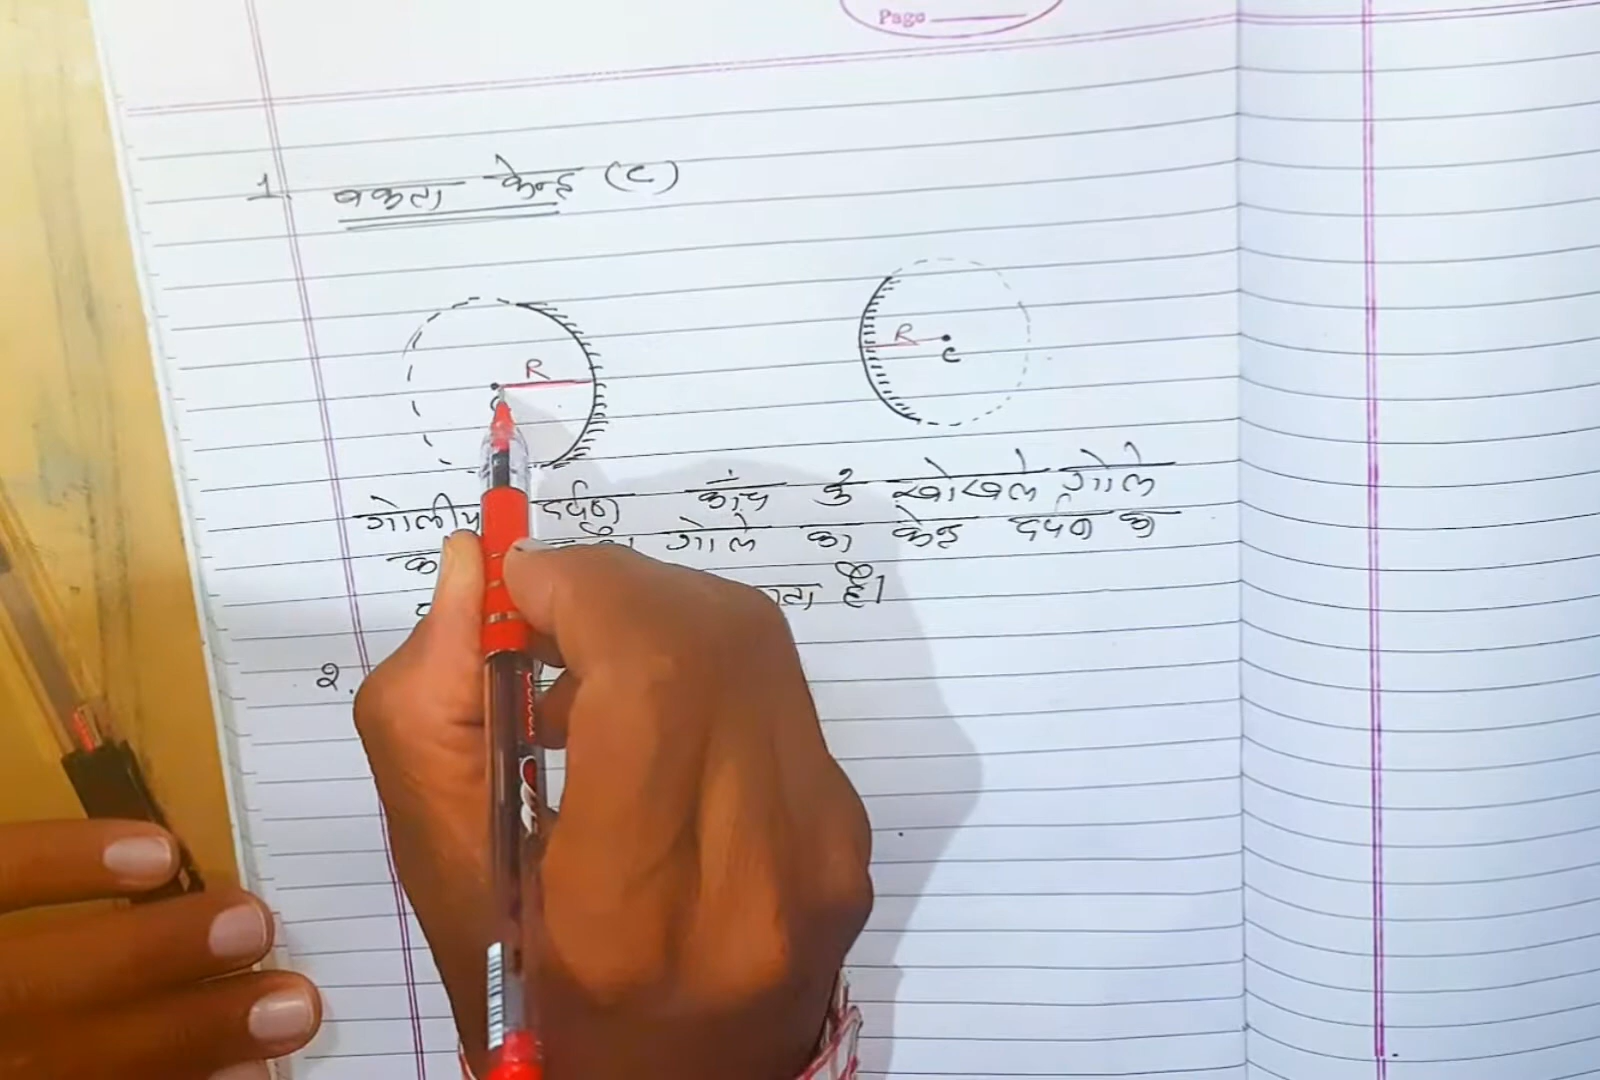 Page
1. वक्रता केन्द्र (C)
R
R
C
गोलीय दर्पण काँच के खोखले गोले
का केन्द्र दर्पण के
है।
2.